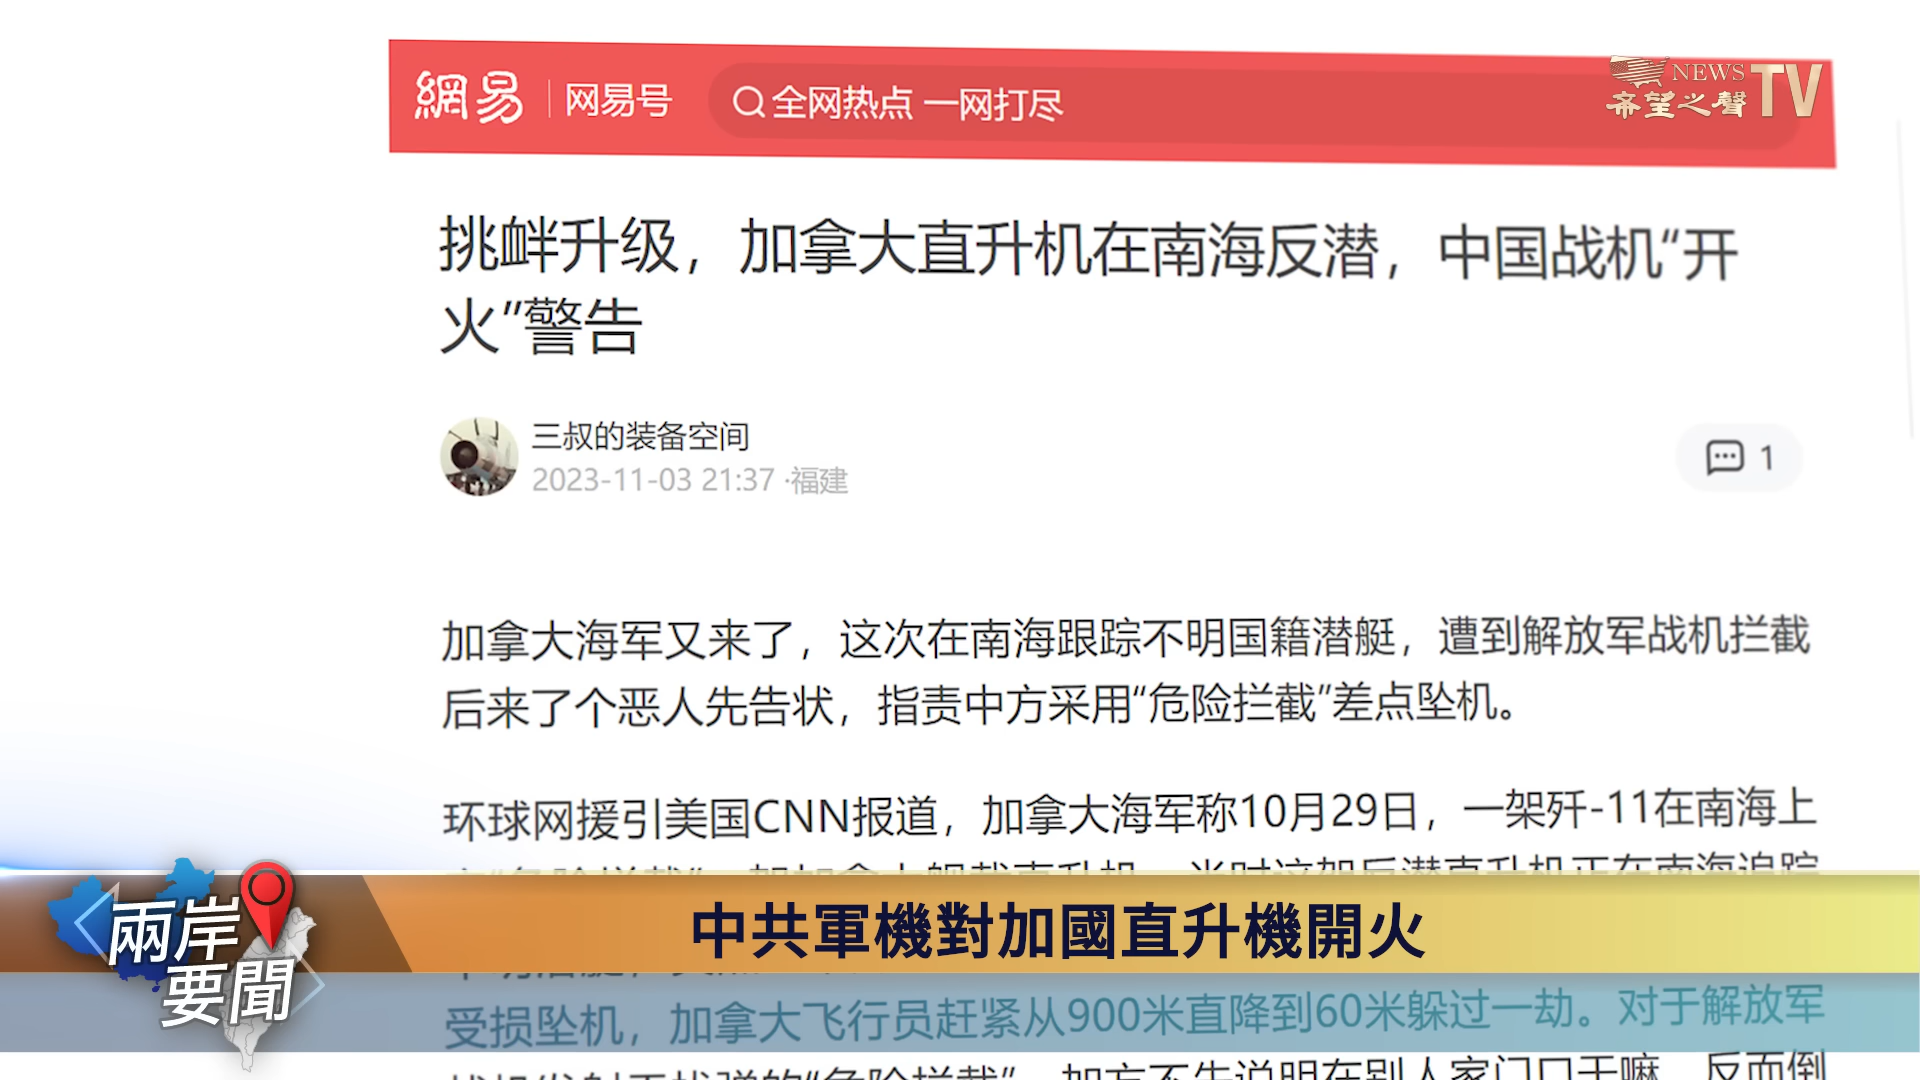 網易 网易号 全网热点 一网打尽
NEWS
希望之聲TV
挑衅升级，加拿大直升机在南海反潜，中国战机“开
火”警告
三叔的装备空间
2023-11-03 21:37 ·福建
1
加拿大海军又来了，这次在南海跟踪不明国籍潜艇，遭到解放军战机拦截
后来了个恶人先告状，指责中方采用“危险拦截”差点坠机。
环球网援引美国CNN报道，加拿大海军称10月29日，一架歼-11在南海上
中共軍機對加國直升機開火
兩岸
要聞
受损坠机，加拿大飞行员赶紧从900米直降到60米躲过一劫。对于解放军